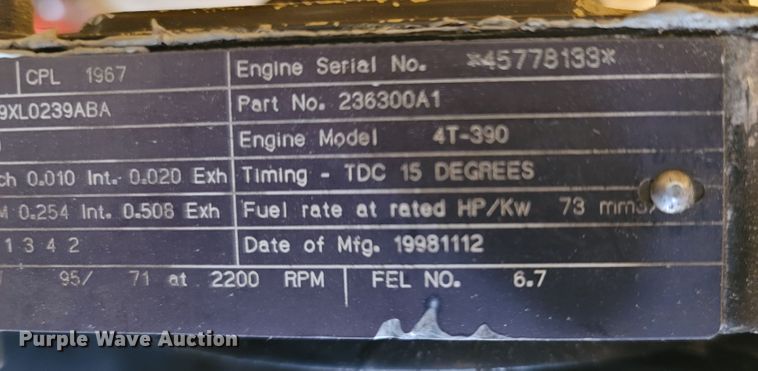 CPL 1967 Engine Serial No. *45778133*
9XL0239ABA Part No. 236300A1
Engine Model 4T-390
ch 0.010 Int. 0.020 Exh Timing - TDC 15 DEGREES
M 0.254 Int. 0.508 Exh Fuel rate at rated HP/Kw 73 mm3/
1 3 4 2 Date of Mfg. 19981112
95/ 71 at 2200 RPM FEL NO. 6.7
Purple Wave Auction